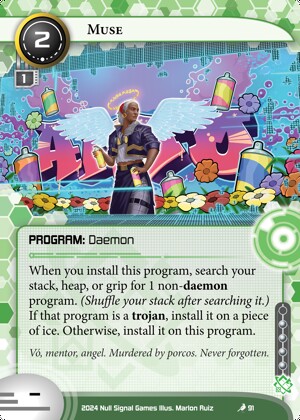 2
MUSE
1
PROGRAM: Daemon
When you install this program, search your
stack, heap, or grip for 1 non-daemon
program. (Shuffle your stack after searching it.)
If that program is a trojan, install it on a piece
of ice. Otherwise, install it on this program.
Vó, mentor, angel. Murdered by porcos. Never forgotten.
-
2024 Null Signal Games Illus. Marlon Ruiz
91